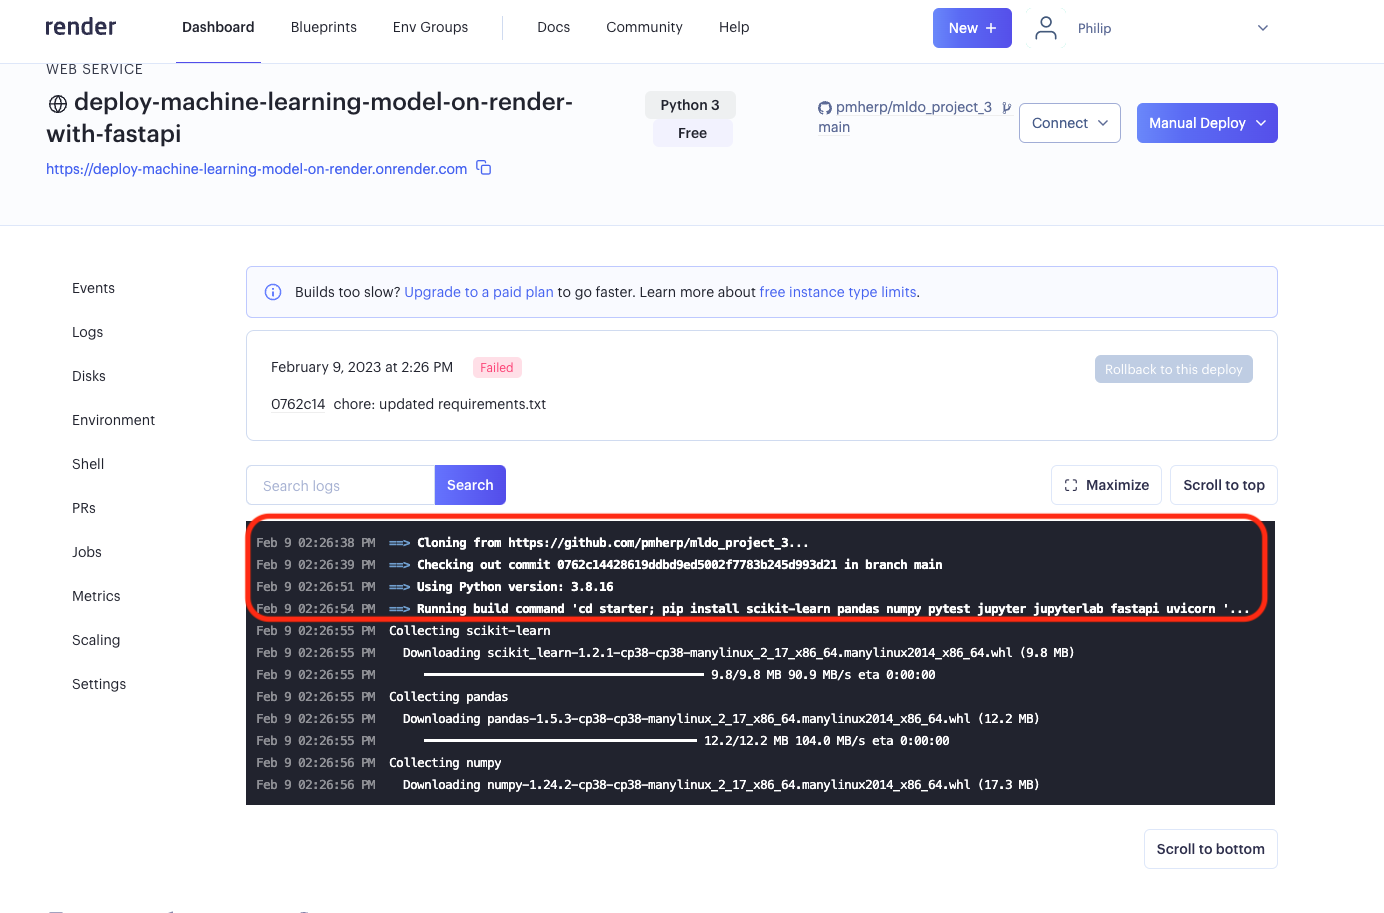 render
Dashboard
Blueprints
Env Groups
Docs
Community
Help
New +
Philip
WEB SERVICE
deploy-machine-learning-model-on-render-
with-fastapi
Python 3
Free
pmherp/mldo_project_3
main
Connect
Manual Deploy
https://deploy-machine-learning-model-on-render.onrender.com
Events
Logs
Disks
Environment
Shell
PRs
Jobs
Metrics
Scaling
Settings
Builds too slow? Upgrade to a paid plan to go faster. Learn more about free instance type limits.
February 9, 2023 at 2:26 PM Failed
Rollback to this deploy
0762c14 chore: updated requirements.txt
Search logs
Search
Maximize
Scroll to top
Feb 9 02:26:38 PM ==> Cloning from https://github.com/pmherp/mldo_project_3...
Feb 9 02:26:39 PM ==> Checking out commit 0762c14428619ddbd9ed5002f7783b245d993d21 in branch main
Feb 9 02:26:51 PM ==> Using Python version: 3.8.16
Feb 9 02:26:54 PM ==> Running build command 'cd starter; pip install scikit-learn pandas numpy pytest jupyter jupyterlab fastapi uvicorn '...
Feb 9 02:26:55 PM Collecting scikit-learn
Feb 9 02:26:55 PM Downloading scikit_learn-1.2.1-cp38-cp38-manylinux_2_17_x86_64.manylinux2014_x86_64.whl (9.8 MB)
Feb 9 02:26:55 PM 9.8/9.8 MB 90.9 MB/s eta 0:00:00
Feb 9 02:26:55 PM Collecting pandas
Feb 9 02:26:55 PM Downloading pandas-1.5.3-cp38-cp38-manylinux_2_17_x86_64.manylinux2014_x86_64.whl (12.2 MB)
Feb 9 02:26:55 PM 12.2/12.2 MB 104.0 MB/s eta 0:00:00
Feb 9 02:26:56 PM Collecting numpy
Feb 9 02:26:56 PM Downloading numpy-1.24.2-cp38-cp38-manylinux_2_17_x86_64.manylinux2014_x86_64.whl (17.3 MB)
Scroll to bottom